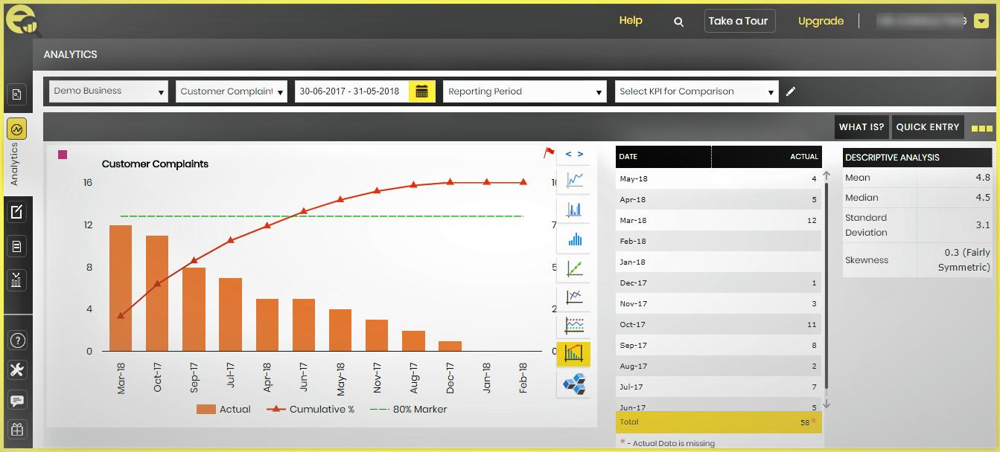 Help
Take a Tour
Upgrade
ANALYTICS
Demo Business
Customer Complaint
30-06-2017 - 31-05-2018
Reporting Period
Select KPI for Comparison
WHAT IS?
QUICK ENTRY
Analytics
Customer Complaints
16
12
8
4
0
10
7
5
2
0
< >
Mar-18
Oct-17
Sep-17
Jul-17
Apr-18
Jun-17
May-18
Nov-17
Aug-17
Dec-17
Jan-18
Feb-18
Actual
Cumulative %
80% Marker
DATE ACTUAL
May-18 4
Apr-18 5
Mar-18 12
Feb-18
Jan-18
Dec-17 1
Nov-17 3
Oct-17 11
Sep-17 8
Aug-17 2
Jul-17 7
Jun-17 5
Total 58*
* - Actual Data is missing
DESCRIPTIVE ANALYSIS
Mean 4.8
Median 4.5
Standard
Deviation 3.1
Skewness 0.3 (Fairly
Symmetric)